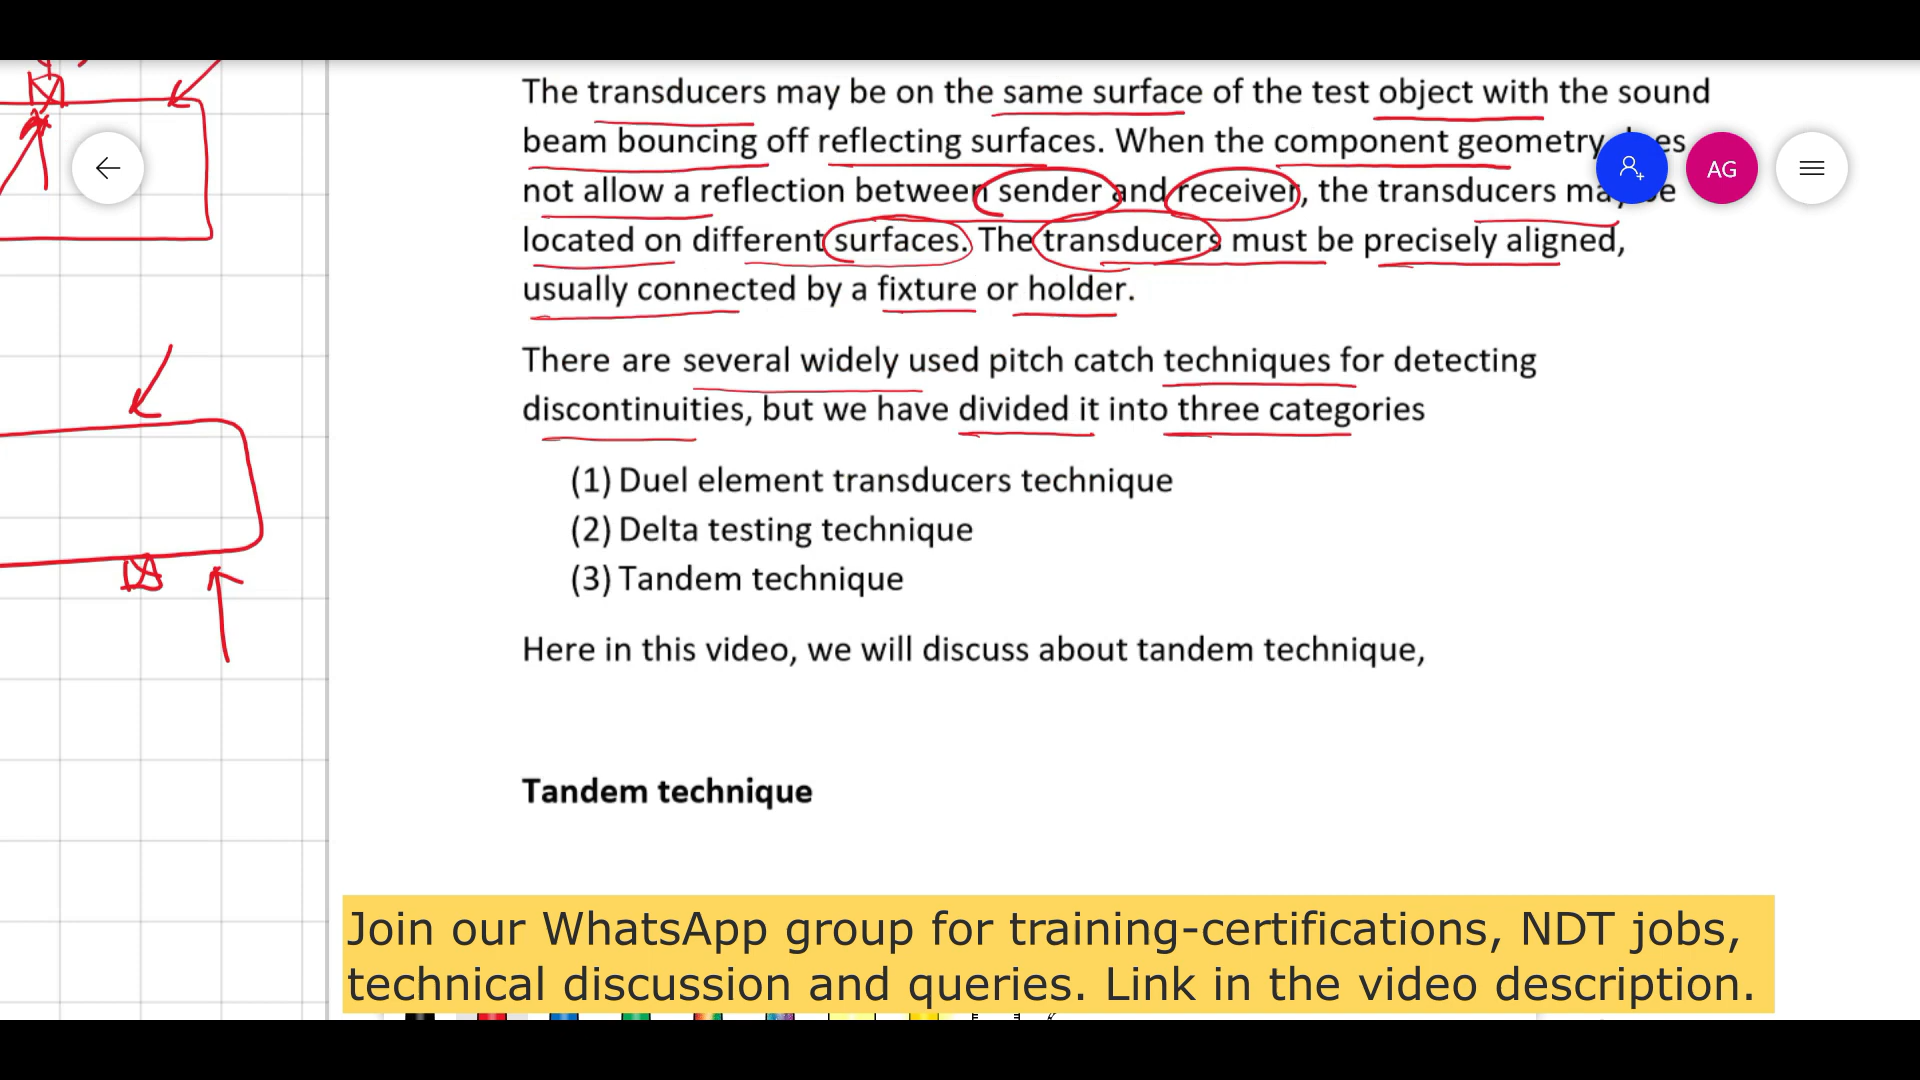 The transducers may be on the same surface of the test object with the sound
beam bouncing off reflecting surfaces. When the component geometry
not allow a reflection between sender and receiver, the transducers
located on different surfaces. The transducers must be precisely aligned,
usually connected by a fixture or holder.
There are several widely used pitch catch techniques for detecting
discontinuities, but we have divided it into three categories
(1) Duel element transducers technique
(2) Delta testing technique
(3) Tandem technique
Here in this video, we will discuss about tandem technique,
Tandem technique
AG
Join our WhatsApp group for training-certifications, NDT jobs,
technical discussion and queries. Link in the video description.